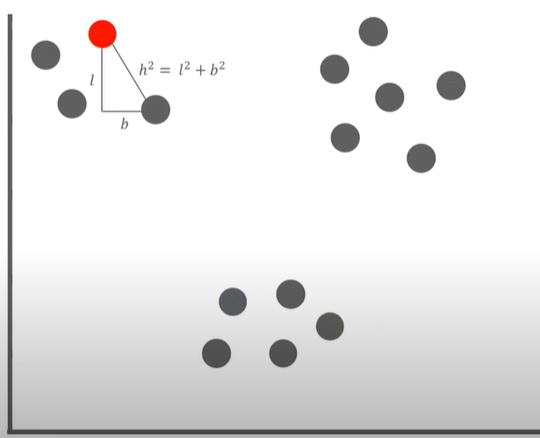 h² = l² + b²
l
b